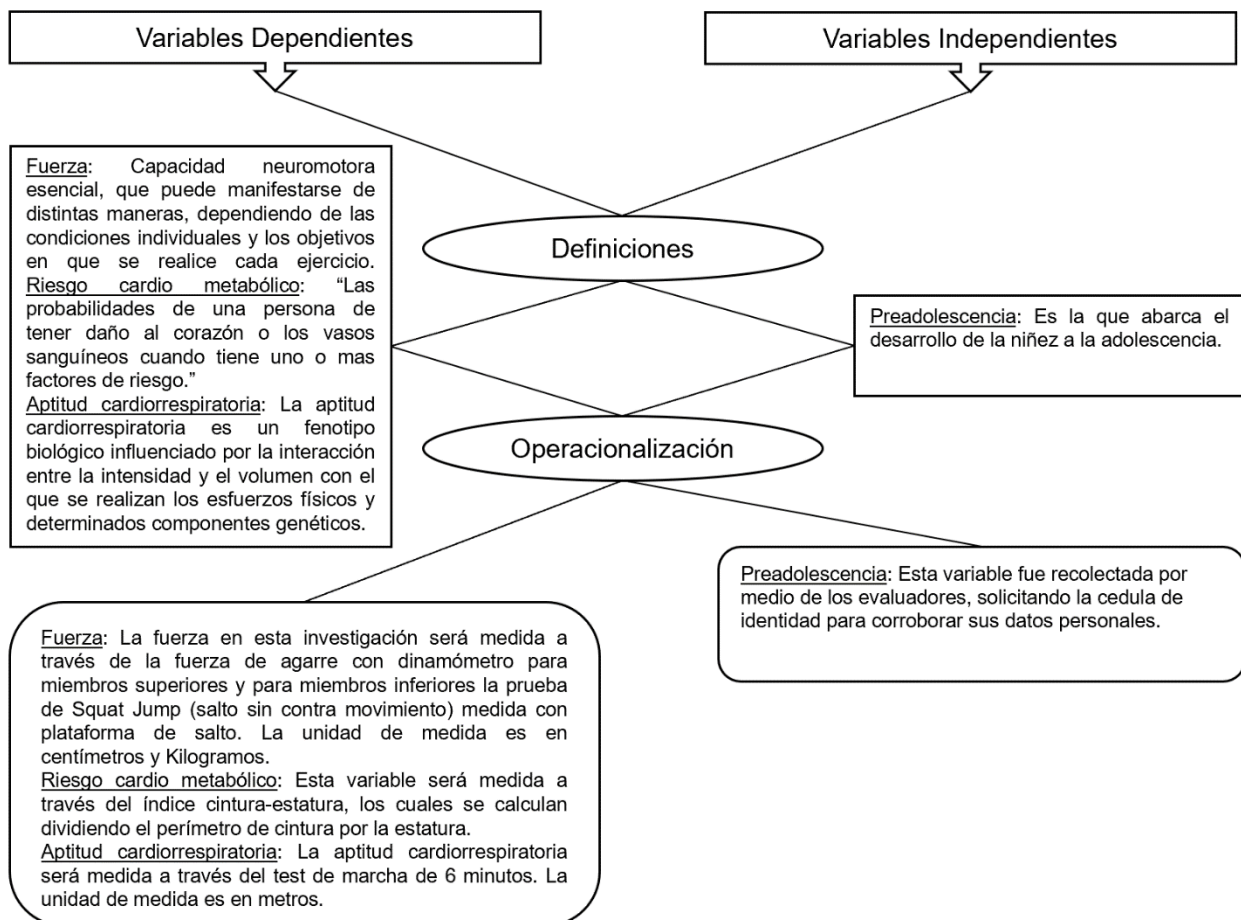 Variables Dependientes
Variables Independientes
Fuerza: Capacidad neuromotora
esencial, que puede manifestarse de
distintas maneras, dependiendo de las
condiciones individuales y los objetivos
en que se realice cada ejercicio.
Riesgo cardio metabólico: “Las
probabilidades de una persona de
tener daño al corazón o los vasos
sanguíneos cuando tiene uno o mas
factores de riesgo.”
Aptitud cardiorrespiratoria: La aptitud
cardiorrespiratoria es un fenotipo
biológico influenciado por la interacción
entre la intensidad y el volumen con el
que se realizan los esfuerzos físicos y
determinados componentes genéticos.
Definiciones
Preadolescencia: Es la que abarca el
desarrollo de la niñez a la adolescencia.
Operacionalización
Fuerza: La fuerza en esta investigación será medida a
través de la fuerza de agarre con dinamómetro para
miembros superiores y para miembros inferiores la prueba
de Squat Jump (salto sin contra movimiento) medida con
plataforma de salto. La unidad de medida es en
centímetros y Kilogramos.
Riesgo cardio metabólico: Esta variable será medida a
través del índice cintura-estatura, los cuales se calculan
dividiendo el perímetro de cintura por la estatura.
Aptitud cardiorrespiratoria: La aptitud cardiorrespiratoria
será medida a través del test de marcha de 6 minutos. La
unidad de medida es en metros.
Preadolescencia: Esta variable fue recolectada por
medio de los evaluadores, solicitando la cedula de
identidad para corroborar sus datos personales.